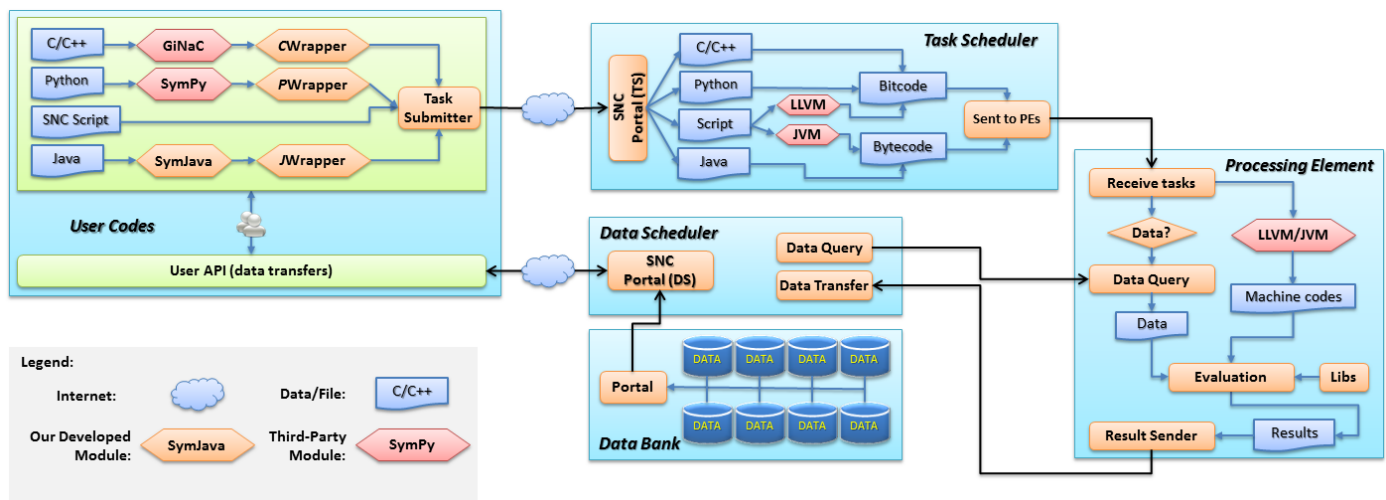 C/C++
GiNaC
CWrapper
Python
SymPy
PWrapper
SNC Script
Task
Submitter
Java
SymJava
JWrapper
User Codes
User API (data transfers)
Task Scheduler
SNC
Portal (TS)
C/C++
Python
Script
Java
LLVM
JVM
Bitcode
Bytecode
Sent to PEs
Data Scheduler
SNC
Portal (DS)
Data Query
Data Transfer
Portal
DATA
DATA
DATA
DATA
DATA
DATA
DATA
DATA
Data Bank
Processing Element
Receive tasks
Data?
LLVM/JVM
Data Query
Machine codes
Data
Evaluation
Libs
Result Sender
Results
Legend:
Internet:
Data/File:
C/C++
Our Developed
Module:
SymJava
Third-Party
Module:
SymPy